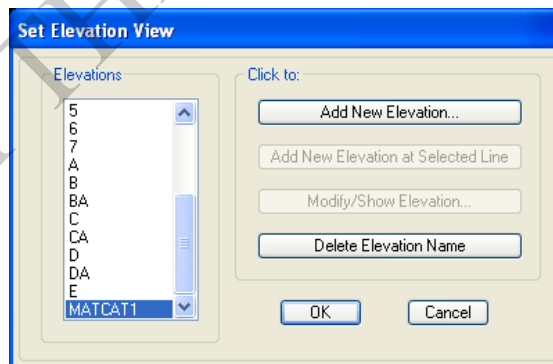 Set Elevation View
Elevations
5
6
7
A
B
BA
C
CA
D
DA
E
MATCAT1
Click to:
Add New Elevation...
Add New Elevation at Selected Line
Modify/Show Elevation...
Delete Elevation Name
OK
Cancel